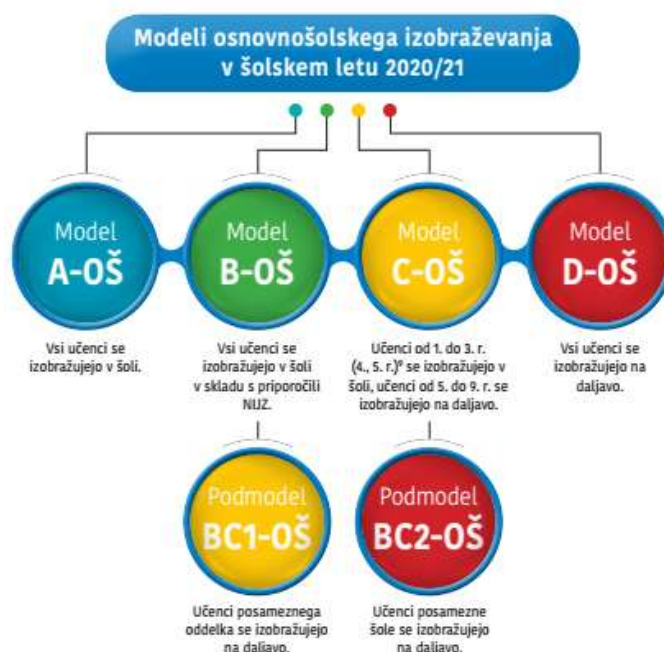 Modeli osnovnošolskega izobraževanja
v šolskem letu 2020/21
Model
A-OŠ
Vsi učenci se
izobražujejo v šoli.
Model
B-OŠ
Vsi učenci se
izobražujejo v šoli
v skladu s priporočili
NIJZ.
Model
C-OŠ
Učenci od 1. do 3. r.
(4., 5. r.)⁹ se izobražujejo v
šoli, učenci od 5. do 9. r. se
izobražujejo na daljavo.
Model
D-OŠ
Vsi učenci se
izobražujejo na
daljavo.
Podmodel
BC1-OŠ
Učenci posameznega
oddelka se izobražujejo
na daljavo.
Podmodel
BC2-OŠ
Učenci posamezne
šole se izobražujejo
na daljavo.